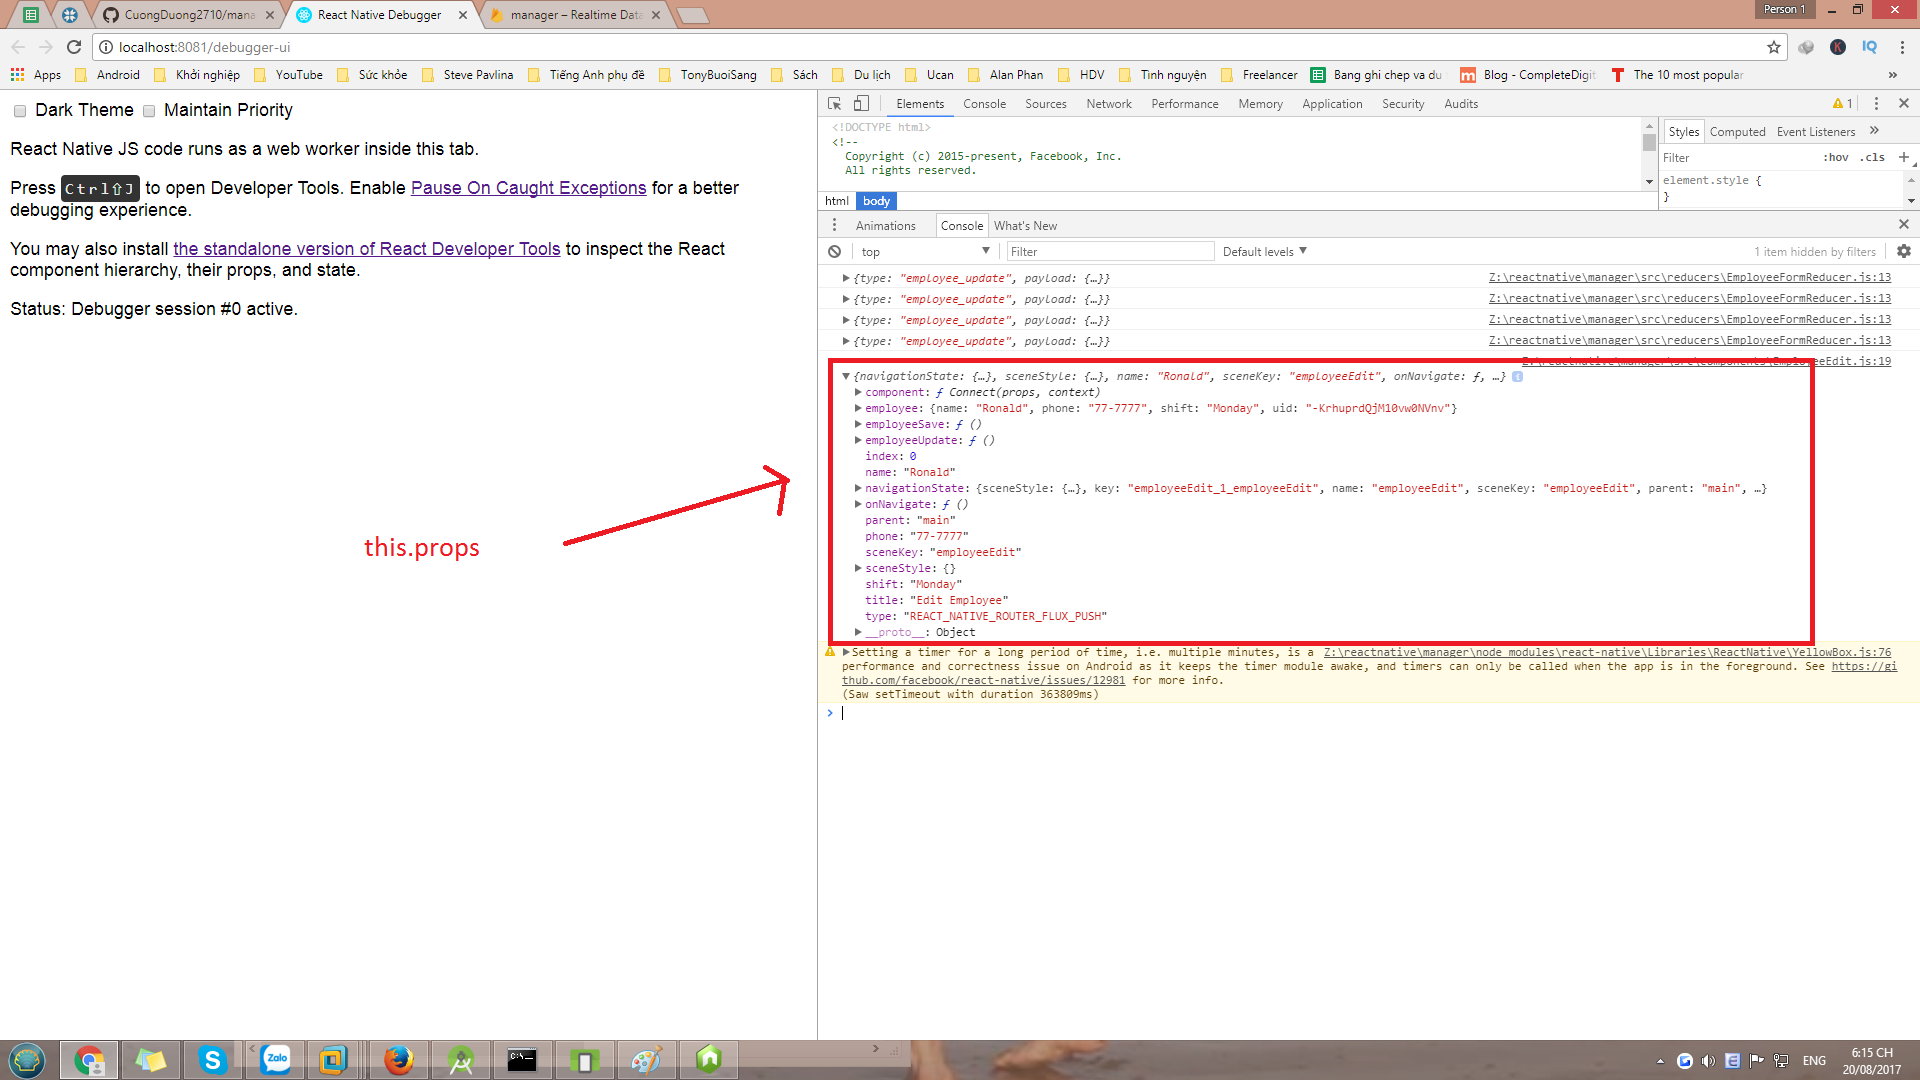 CuongDuong2710/mana
React Native Debugger
manager – Realtime Data
Person 1
localhost:8081/debugger-ui
Apps
Android
Khởi nghiệp
YouTube
Sức khỏe
Steve Pavlina
Tiếng Anh phụ đề
TonyBuoiSang
Sách
Du lịch
Ucan
Alan Phan
HDV
Tình nguyện
Freelancer
Bang ghi chep va du
Blog - CompleteDigit
The 10 most popular
»
Dark Theme
Maintain Priority
React Native JS code runs as a web worker inside this tab.
Press Ctrl⇧J to open Developer Tools. Enable Pause On Caught Exceptions for a better
debugging experience.
You may also install the standalone version of React Developer Tools to inspect the React
component hierarchy, their props, and state.
Status: Debugger session #0 active.
this.props
Elements
Console
Sources
Network
Performance
Memory
Application
Security
Audits
1
<!DOCTYPE html>
<!--
Copyright (c) 2015-present, Facebook, Inc.
All rights reserved.
html
body
Styles
Computed
Event Listeners
»
Filter
:hov
.cls
+
element.style {
}
Animations
Console
What's New
top
Filter
Default levels
1 item hidden by filters
{type: "employee_update", payload: {…}}
Z:\reactnative\manager\src\reducers\EmployeeFormReducer.js:13
{type: "employee_update", payload: {…}}
Z:\reactnative\manager\src\reducers\EmployeeFormReducer.js:13
{type: "employee_update", payload: {…}}
Z:\reactnative\manager\src\reducers\EmployeeFormReducer.js:13
{type: "employee_update", payload: {…}}
Z:\reactnative\manager\src\reducers\EmployeeFormReducer.js:13
Z:\reactnative\manager\src\components\EmployeeEdit.js:19
{navigationState: {…}, sceneStyle: {…}, name: "Ronald", sceneKey: "employeeEdit", onNavigate: ƒ, …}
component: ƒ Connect(props, context)
employee: {name: "Ronald", phone: "77-7777", shift: "Monday", uid: "-KrhuprdQjM10vw0NVnv"}
employeeSave: ƒ ()
employeeUpdate: ƒ ()
index: 0
name: "Ronald"
navigationState: {sceneStyle: {…}, key: "employeeEdit_1_employeeEdit", name: "employeeEdit", sceneKey: "employeeEdit", parent: "main", …}
onNavigate: ƒ ()
parent: "main"
phone: "77-7777"
sceneKey: "employeeEdit"
sceneStyle: {}
shift: "Monday"
title: "Edit Employee"
type: "REACT_NATIVE_ROUTER_FLUX_PUSH"
__proto__: Object
Setting a timer for a long period of time, i.e. multiple minutes, is a
Z:\reactnative\manager\node_modules\react-native\Libraries\ReactNative\YellowBox.js:76
performance and correctness issue on Android as it keeps the timer module awake, and timers can only be called when the app is in the foreground. See https://gi
thub.com/facebook/react-native/issues/12981 for more info.
(Saw setTimeout with duration 363809ms)
Zalo
ENG
6:15 CH
20/08/2017